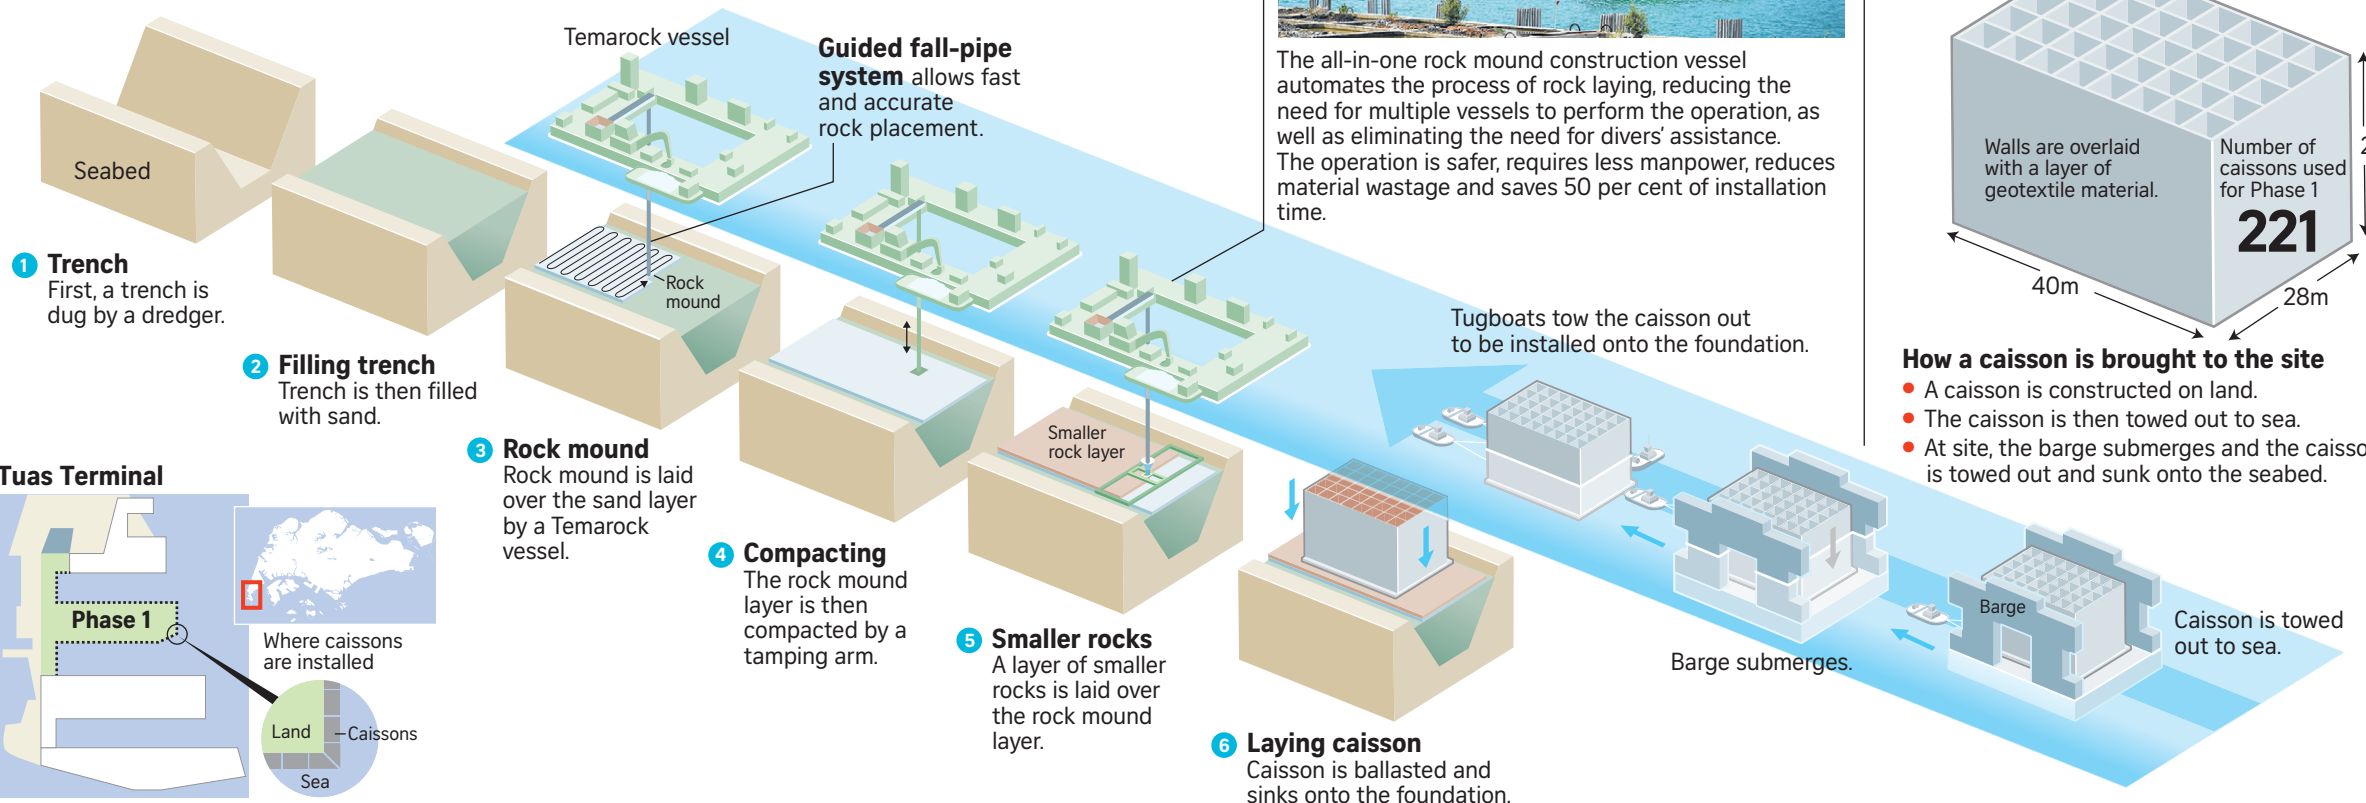 Temarock vessel
Guided fall-pipe
system allows fast
and accurate
rock placement.
The all-in-one rock mound construction vessel
automates the process of rock laying, reducing the
need for multiple vessels to perform the operation, as
well as eliminating the need for divers’ assistance.
The operation is safer, requires less manpower, reduces
material wastage and saves 50 per cent of installation
time.
Walls are overlaid
with a layer of
geotextile material.
Number of
caissons used
for Phase 1
221
40m
28m
Seabed
1 Trench
First, a trench is
dug by a dredger.
2 Filling trench
Trench is then filled
with sand.
Rock
mound
3 Rock mound
Rock mound is laid
over the sand layer
by a Temarock
vessel.
4 Compacting
The rock mound
layer is then
compacted by a
tamping arm.
Smaller
rock layer
5 Smaller rocks
A layer of smaller
rocks is laid over
the rock mound
layer.
6 Laying caisson
Caisson is ballasted and
sinks onto the foundation.
Tugboats tow the caisson out
to be installed onto the foundation.
Barge submerges.
Barge
Caisson is towed
out to sea.
How a caisson is brought to the site
• A caisson is constructed on land.
• The caisson is then towed out to sea.
• At site, the barge submerges and the caisso
is towed out and sunk onto the seabed.
Tuas Terminal
Phase 1
Where caissons
are installed
Land
Caissons
Sea